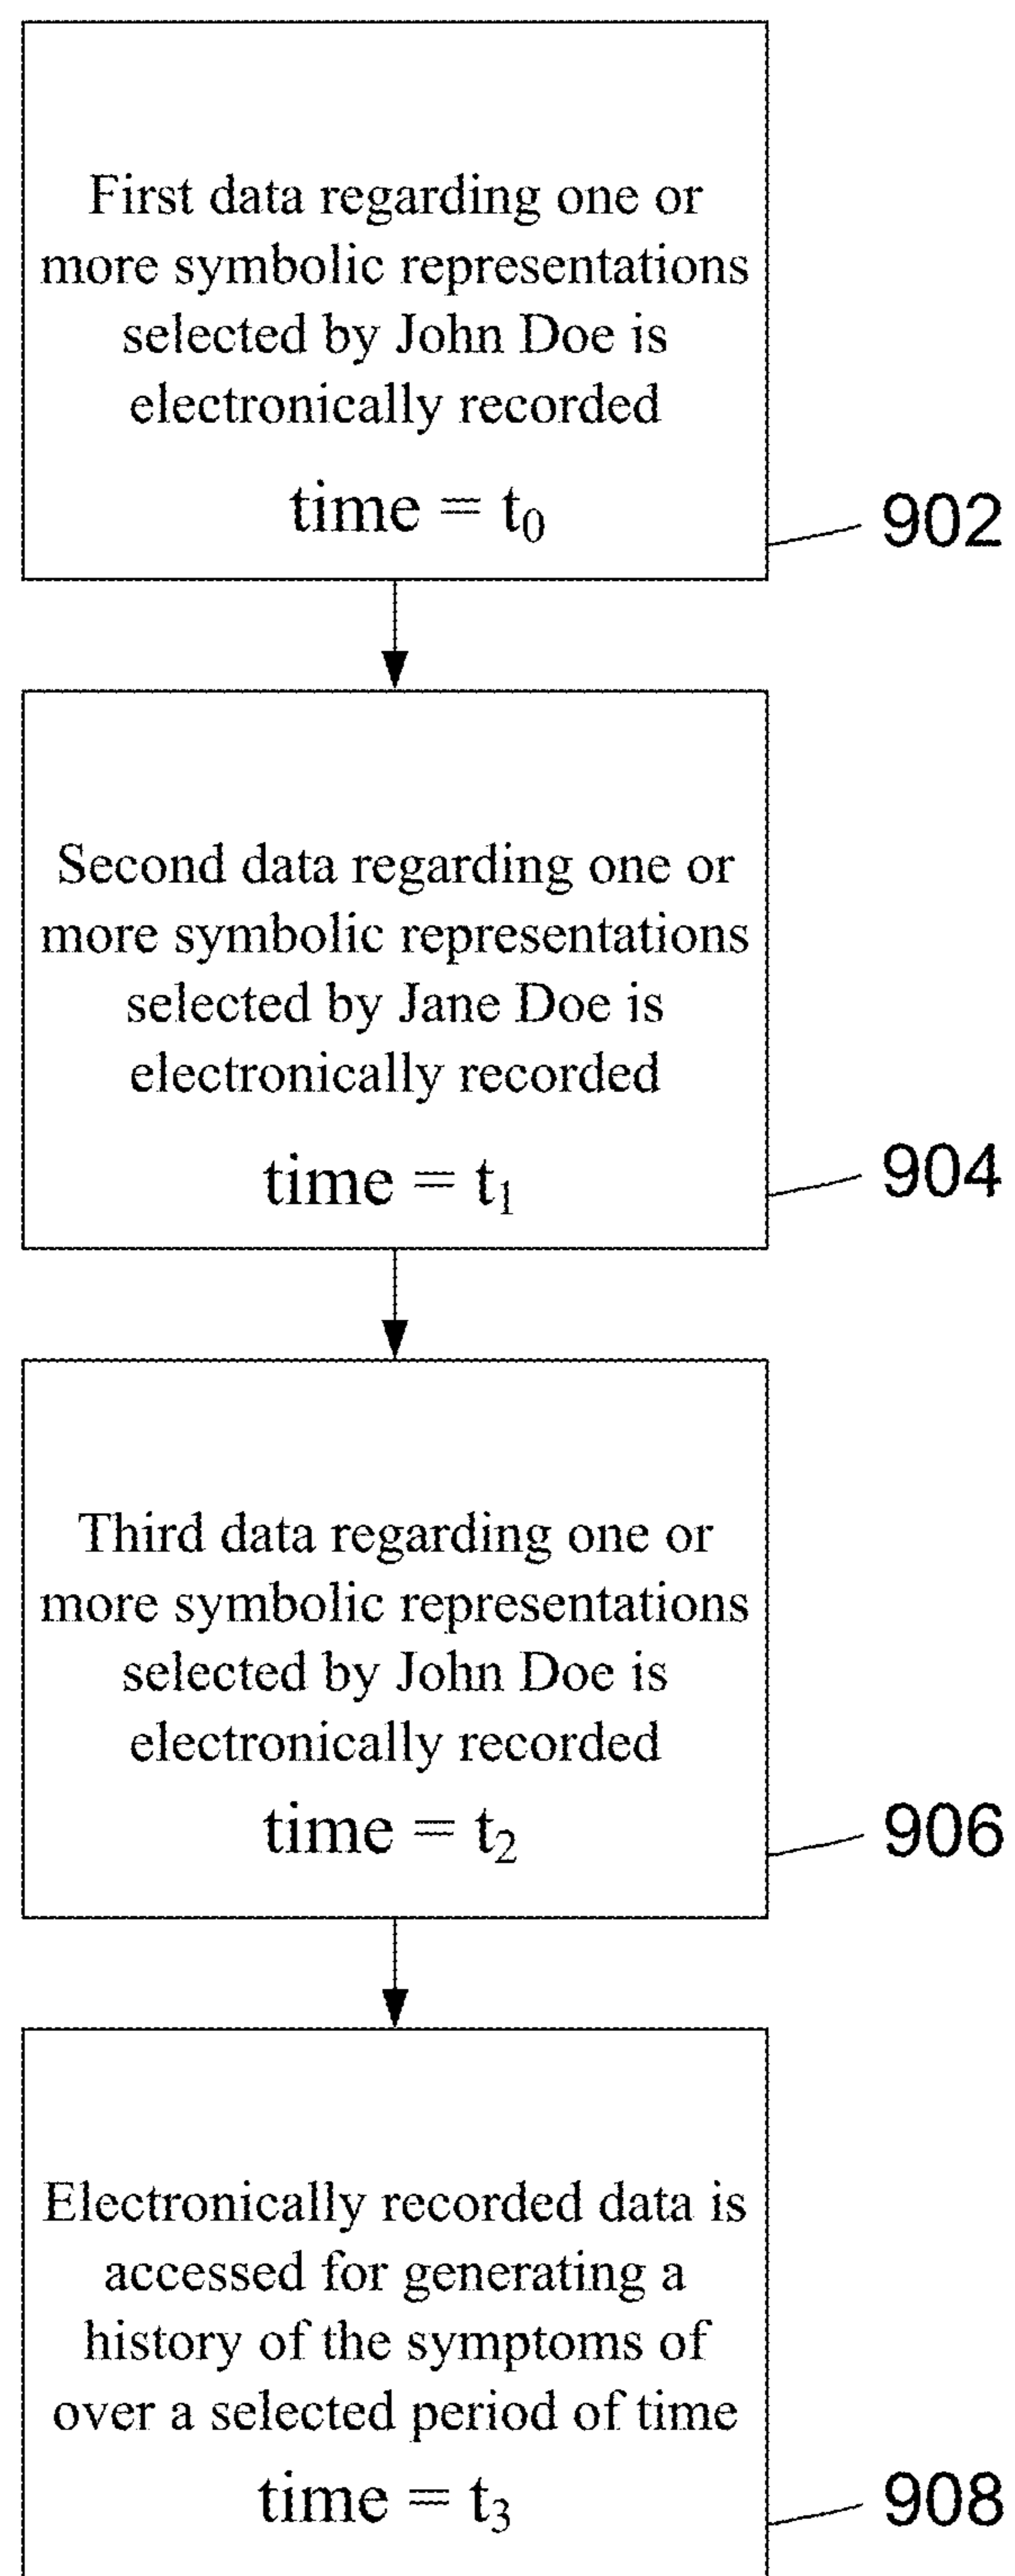 First data regarding one or
more symbolic representations
selected by John Doe is
electronically recorded
time = t₀
902
Second data regarding one or
more symbolic representations
selected by Jane Doe is
electronically recorded
time = t₁
904
Third data regarding one or
more symbolic representations
selected by John Doe is
electronically recorded
time = t₂
906
Electronically recorded data is
accessed for generating a
history of the symptoms of
over a selected period of time
time = t₃
908